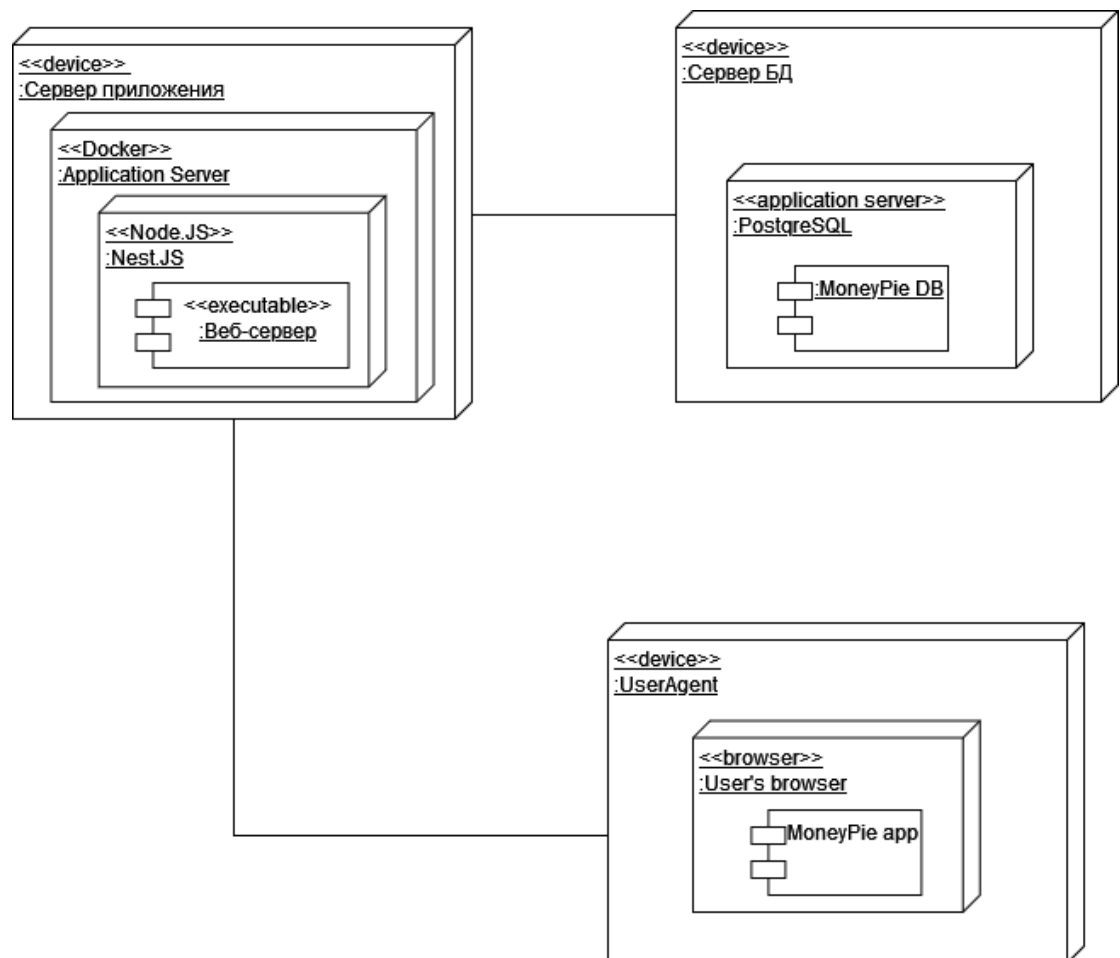 <<device>>
:Сервер приложения
<<Docker>>
:Application Server
<<Node.JS>>
:Nest.JS
<<executable>>
:Веб-сервер
<<device>>
:Сервер БД
<<application server>>
:PostgreSQL
:MoneyPie DB
<<device>>
:UserAgent
<<browser>>
:User's browser
MoneyPie app